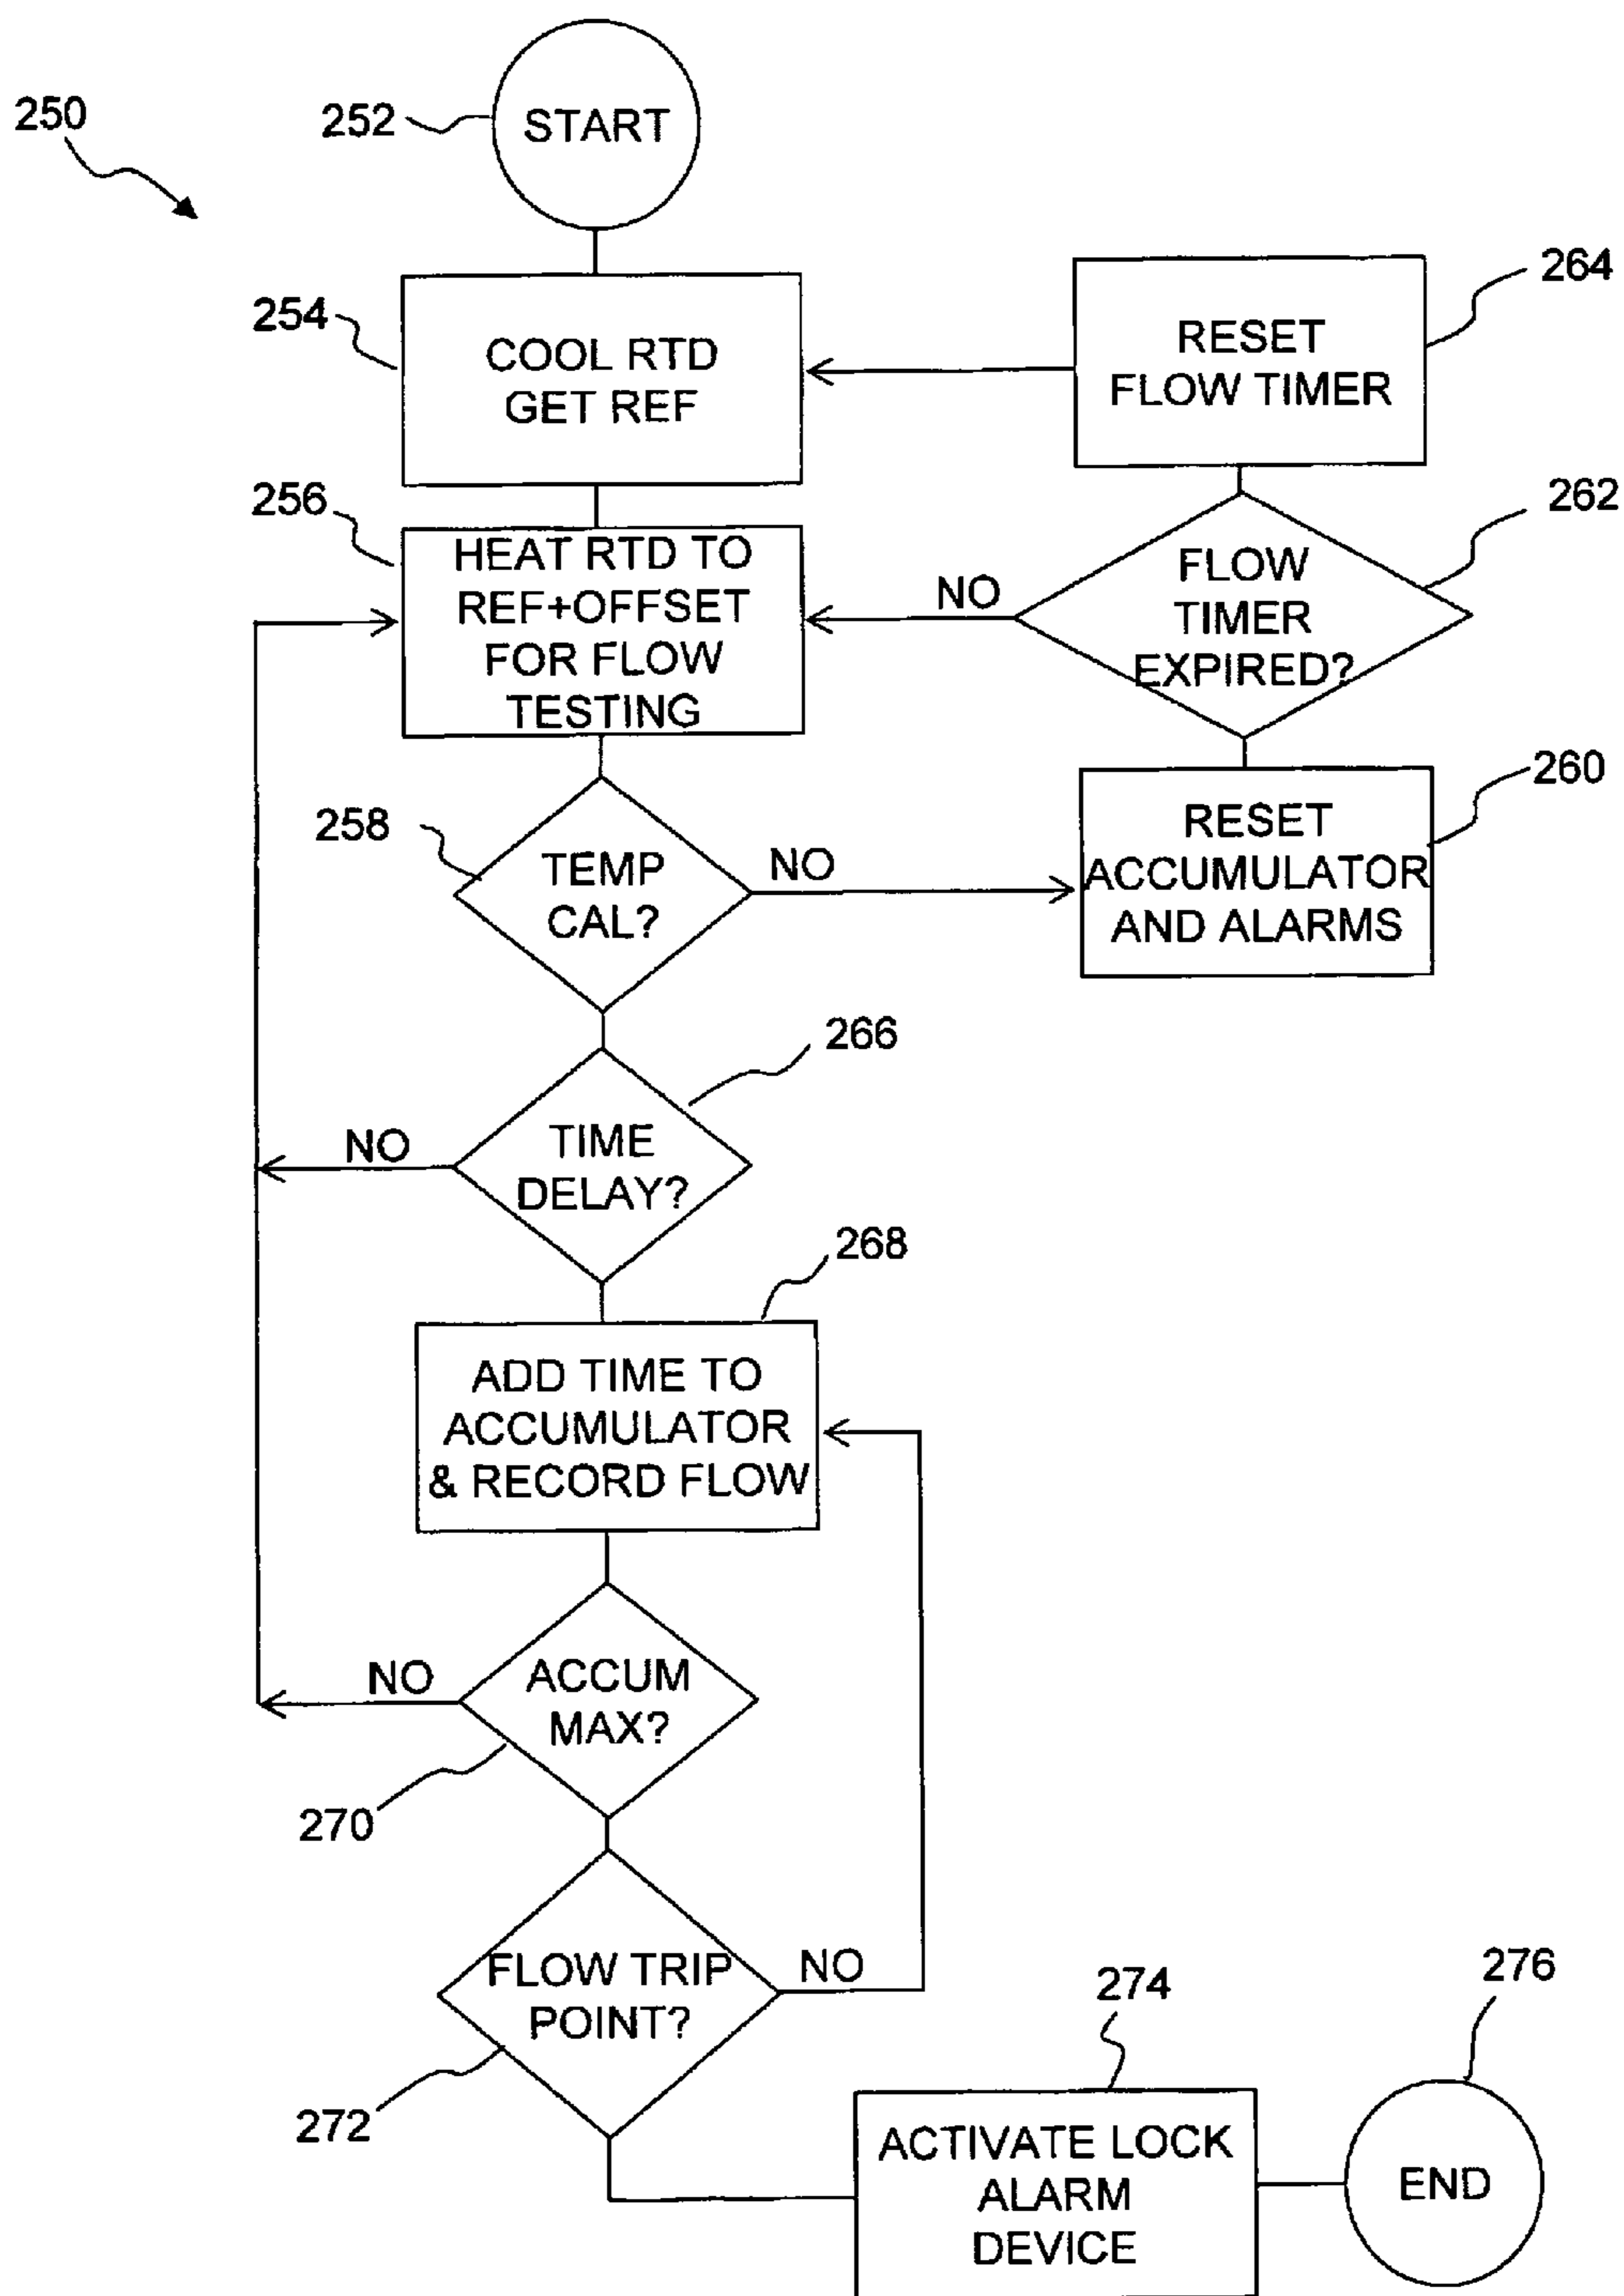 250
252
START
254
COOL RTD
GET REF
RESET
FLOW TIMER
264
256
HEAT RTD TO
REF+OFFSET
FOR FLOW
TESTING
NO
FLOW
TIMER
EXPIRED?
262
258
TEMP
CAL?
NO
RESET
ACCUMULATOR
AND ALARMS
260
266
NO
TIME
DELAY?
268
ADD TIME TO
ACCUMULATOR
& RECORD FLOW
NO
ACCUM
MAX?
270
FLOW TRIP
POINT?
NO
272
274
276
ACTIVATE LOCK
ALARM
DEVICE
END